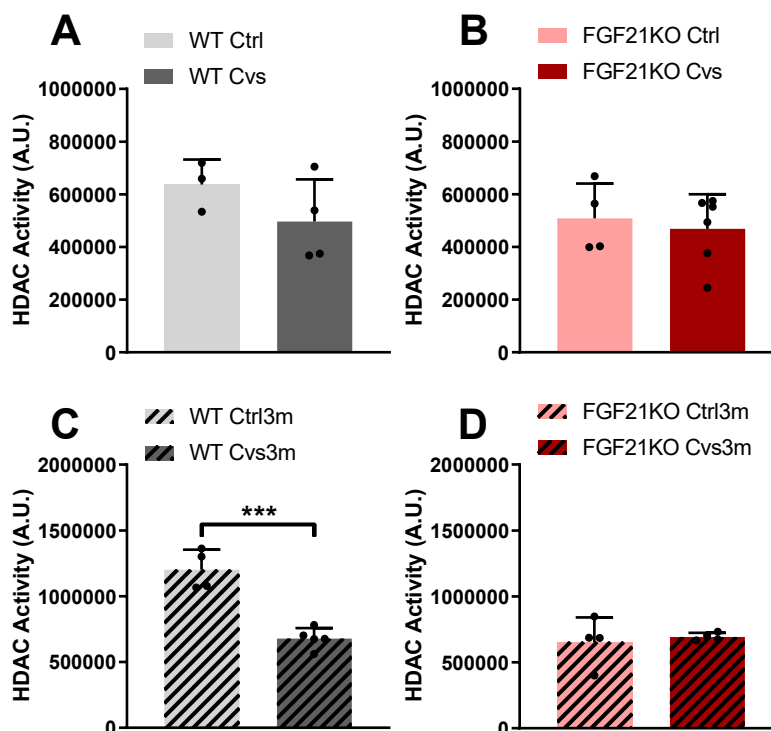 A
WT Ctrl
WT Cvs
HDAC Activity (A.U.)
1000000
800000
600000
400000
200000
0
B
FGF21KO Ctrl
FGF21KO Cvs
HDAC Activity (A.U.)
1000000
800000
600000
400000
200000
0
C
WT Ctrl3m
WT Cvs3m
HDAC Activity (A.U.)
2000000
1500000
1000000
500000
0
***
D
FGF21KO Ctrl3m
FGF21KO Cvs3m
HDAC Activity (A.U.)
2000000
1500000
1000000
500000
0